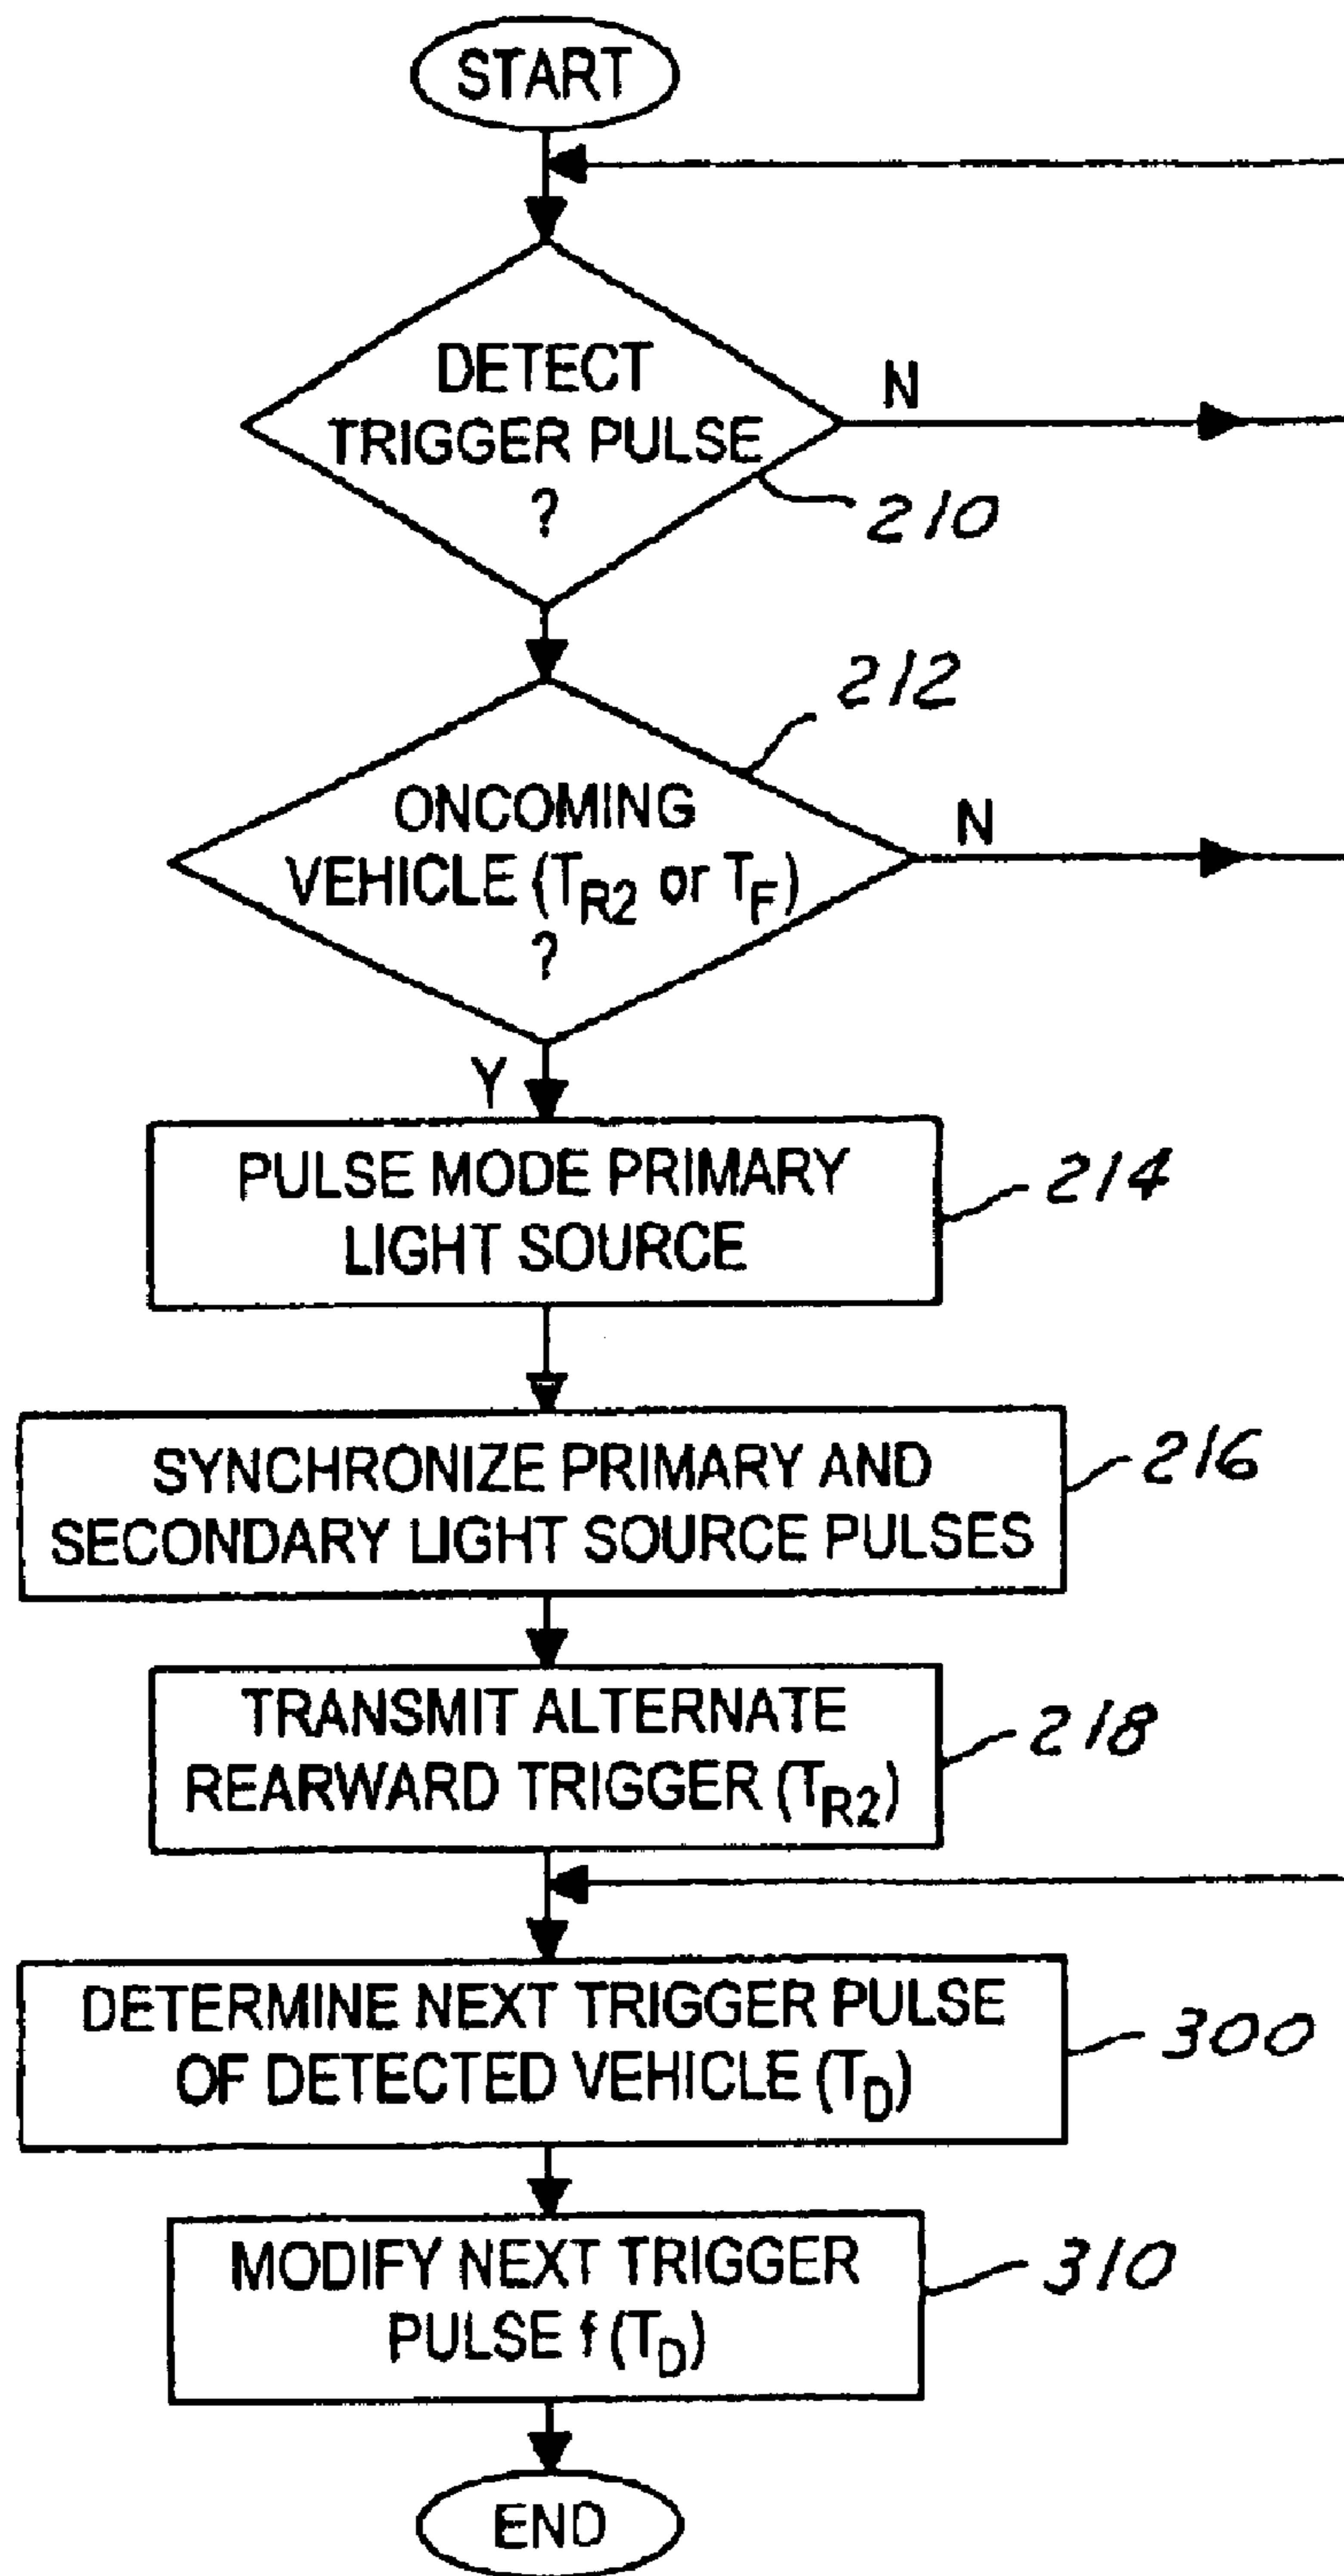 START
DETECT
TRIGGER PULSE
?
N
210
212
ONCOMING
VEHICLE (TR2 or TF)
?
N
Y
PULSE MODE PRIMARY
LIGHT SOURCE
214
SYNCHRONIZE PRIMARY AND
SECONDARY LIGHT SOURCE PULSES
216
TRANSMIT ALTERNATE
REARWARD TRIGGER (TR2)
218
DETERMINE NEXT TRIGGER PULSE
OF DETECTED VEHICLE (TD)
300
MODIFY NEXT TRIGGER
PULSE f (TD)
310
END